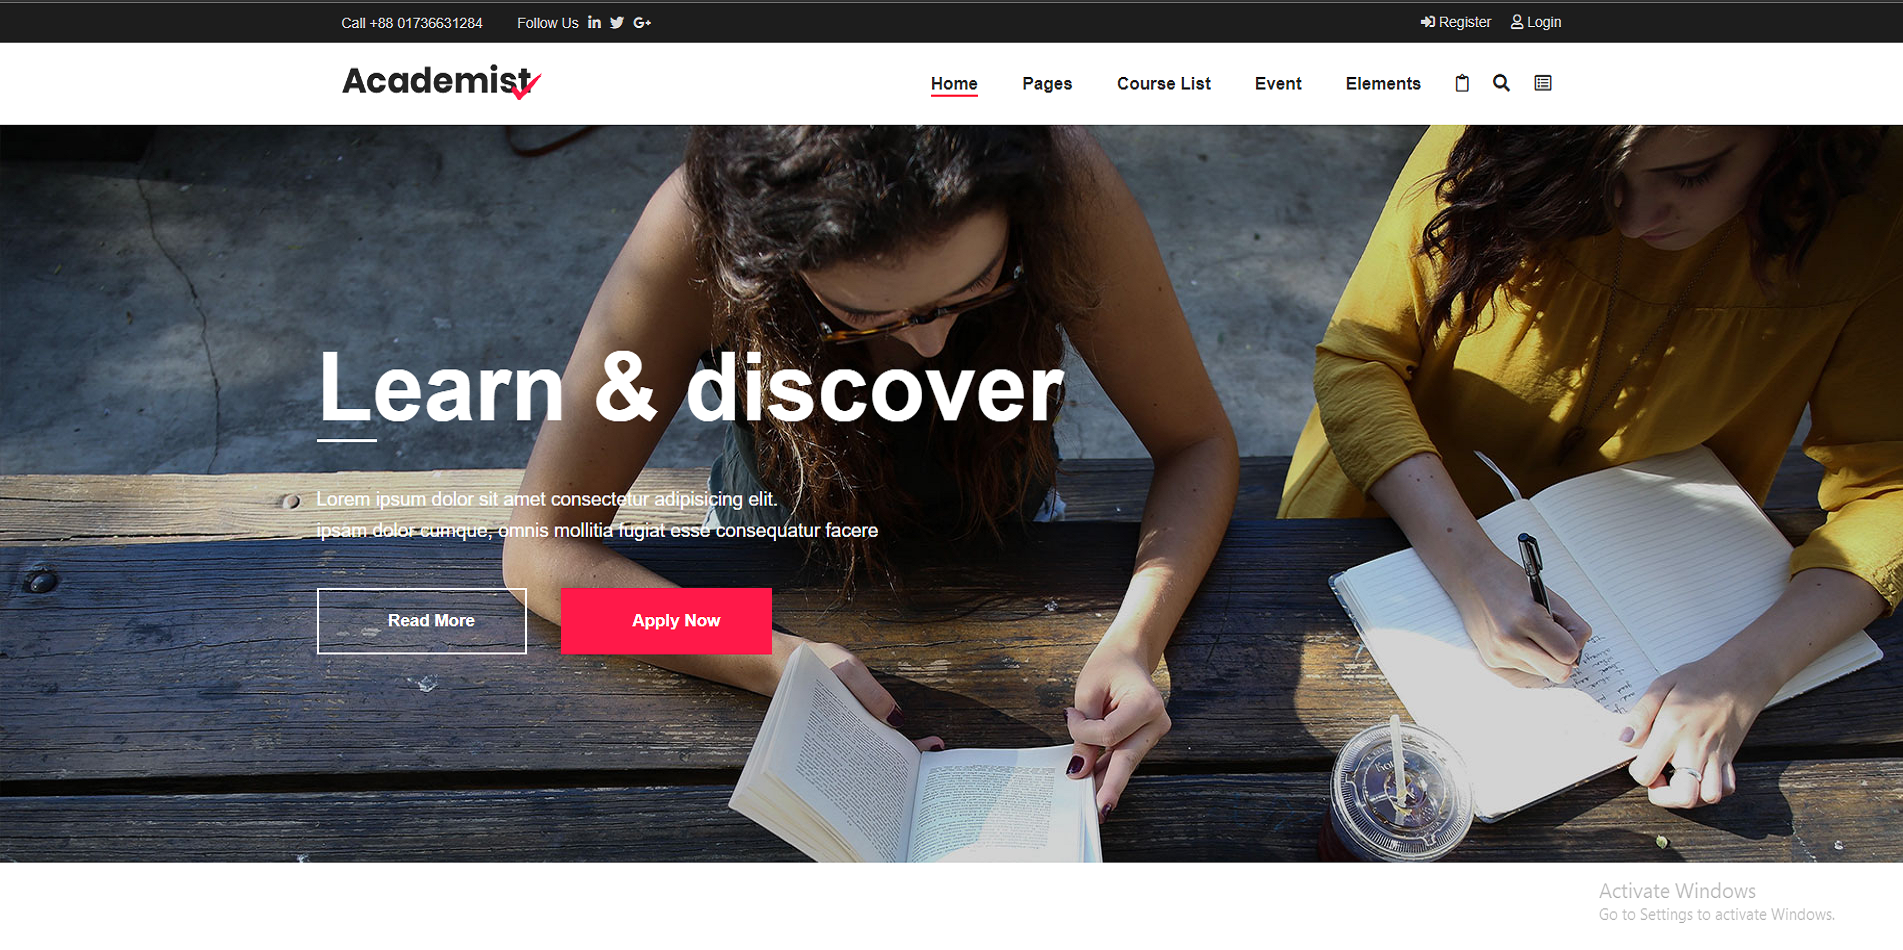 Call +88 01736631284 Follow Us Register Login
Academist Home Pages Course List Event Elements
Learn & discover
Lorem ipsum dolor sit amet consectetur adipisicing elit.
ipsam dolor cumque, omnis mollitia fugiat esse consequatur facere
Read More Apply Now
Activate Windows
Go to Settings to activate Windows.